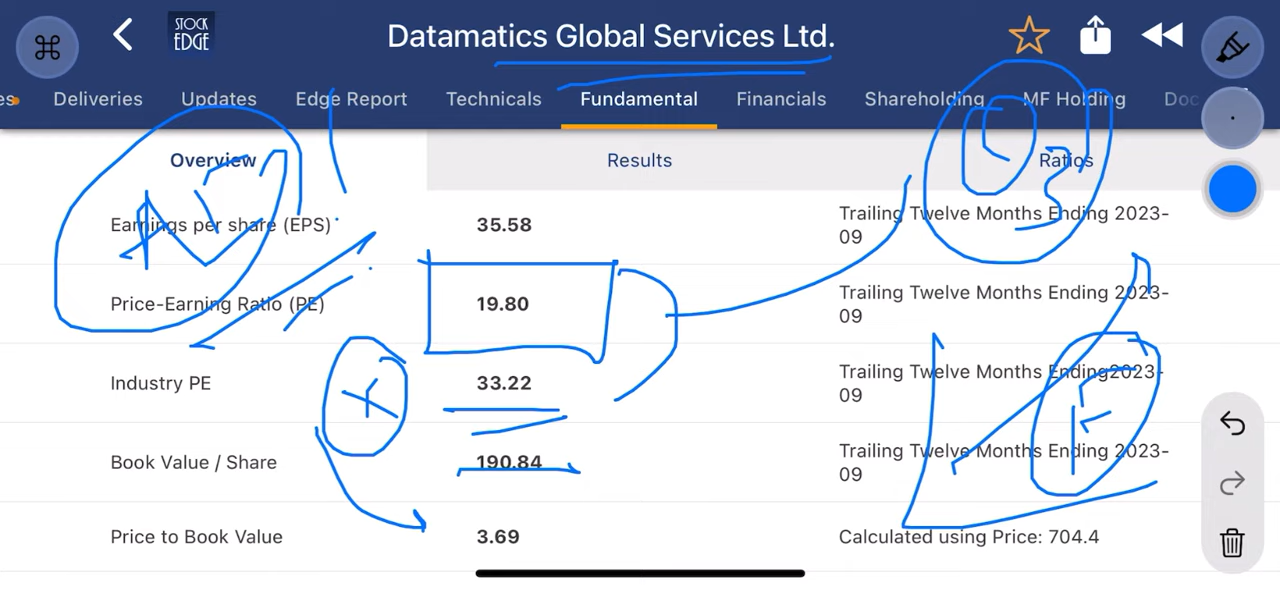 STOCK
EDGE
Datamatics Global Services Ltd.
es Deliveries Updates Edge Report Technicals Fundamental Financials Shareholding MF Holding Doc
Overview Results Ratios
Earnings per share (EPS) 35.58 Trailing Twelve Months Ending 2023-
09
Price-Earning Ratio (PE) 19.80 Trailing Twelve Months Ending 2023-
09
Industry PE 33.22 Trailing Twelve Months Ending2023-
09
Book Value / Share 190.84 Trailing Twelve Months Ending 2023-
09
Price to Book Value 3.69 Calculated using Price: 704.4